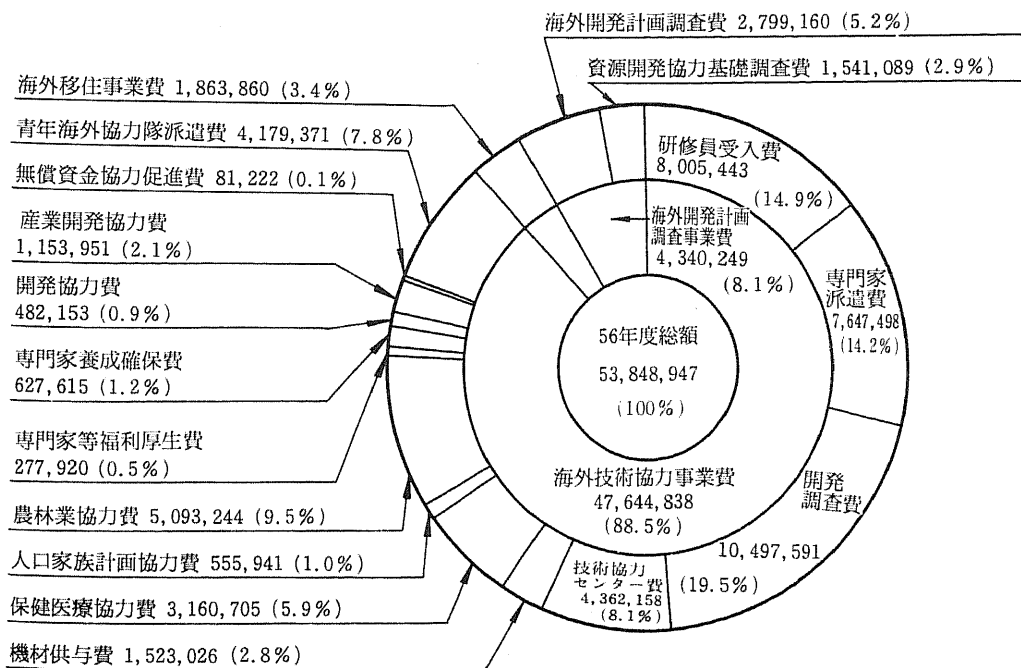 海外開発計画調査費 2,799,160 (5.2%)
資源開発協力基礎調査費 1,541,089 (2.9%)
海外移住事業費 1,863,860 (3.4%)
青年海外協力隊派遣費 4,179,371 (7.8%)
無償資金協力促進費 81,222 (0.1%)
産業開発協力費
1,153,951 (2.1%)
開発協力費
482,153 (0.9%)
専門家養成確保費
627,615 (1.2%)
専門家等福利厚生費
277,920 (0.5%)
農林業協力費 5,093,244 (9.5%)
人口家族計画協力費 555,941 (1.0%)
保健医療協力費 3,160,705 (5.9%)
機材供与費 1,523,026 (2.8%)
研修員受入費
8,005,443
(14.9%)
海外開発計画
調査事業費
4,340,249
(8.1%)
専門家
派遣費
7,647,498
(14.2%)
56年度総額
53,848,947
(100%)
海外技術協力事業費
47,644,838
(88.5%)
開発
調査費
10,497,591
(19.5%)
技術協力
センター費
4,362,158
(8.1%)